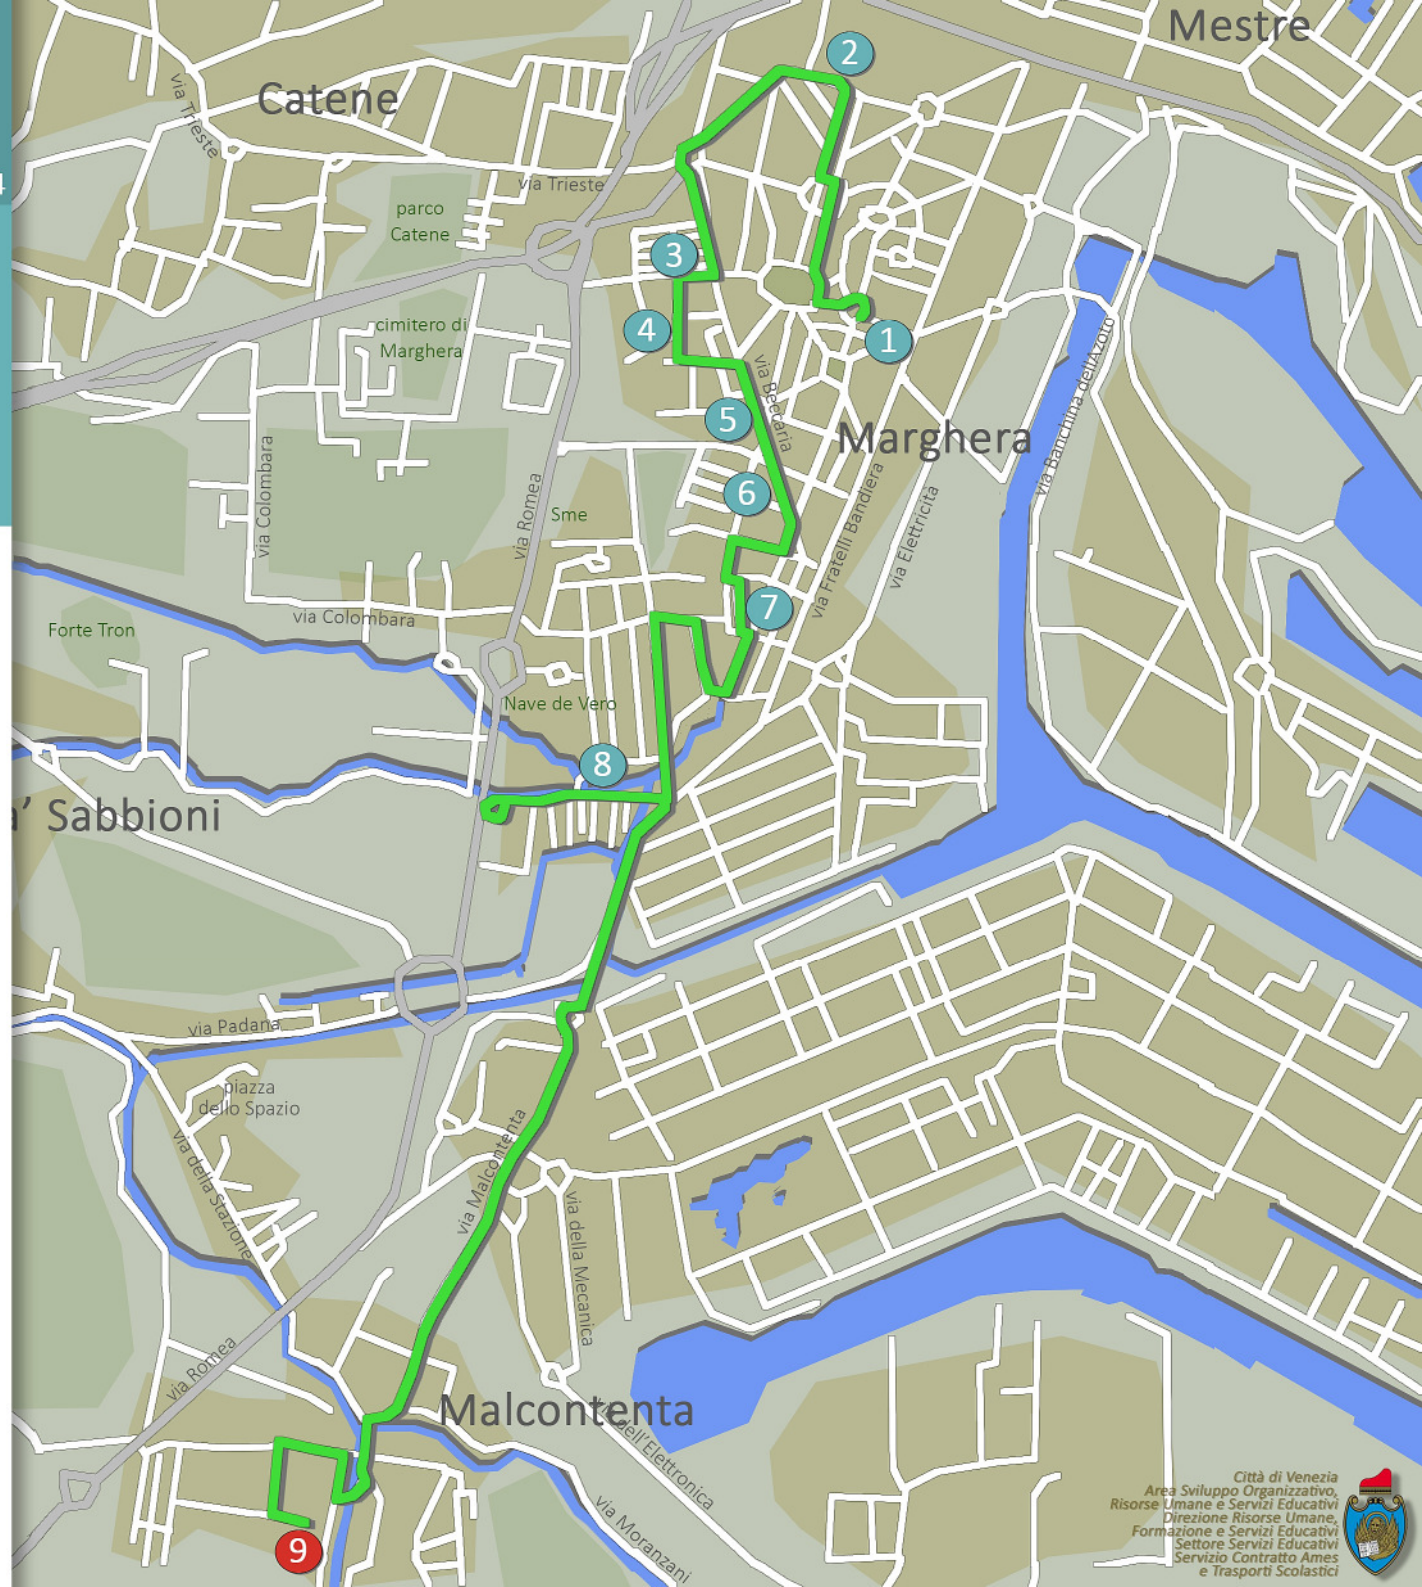 Mestre
2
Catene
via Trieste
4
via Trieste
parco
Catene
3
cimitero di
Marghera
4
1
via Beccaria
via Banchina dell'Azoto
5
Marghera
via Colombara
via Romea
6
Sme
via Fratelli Bandiera
via Elettricità
via Colombara
7
Forte Tron
Nave de Vero
8
a' Sabbioni
via Padana
piazza
dello Spazio
via della Stazione
via Malcontenta
via della Mecanica
via Romea
Malcontenta
dell'Elettronica
via Moranzani
9
Città di Venezia
Area Sviluppo Organizzativo,
Risorse Umane e Servizi Educativi
Direzione Risorse Umane,
Formazione e Servizi Educativi
Settore Servizi Educativi
Servizio Contratto Ames
e Trasporti Scolastici